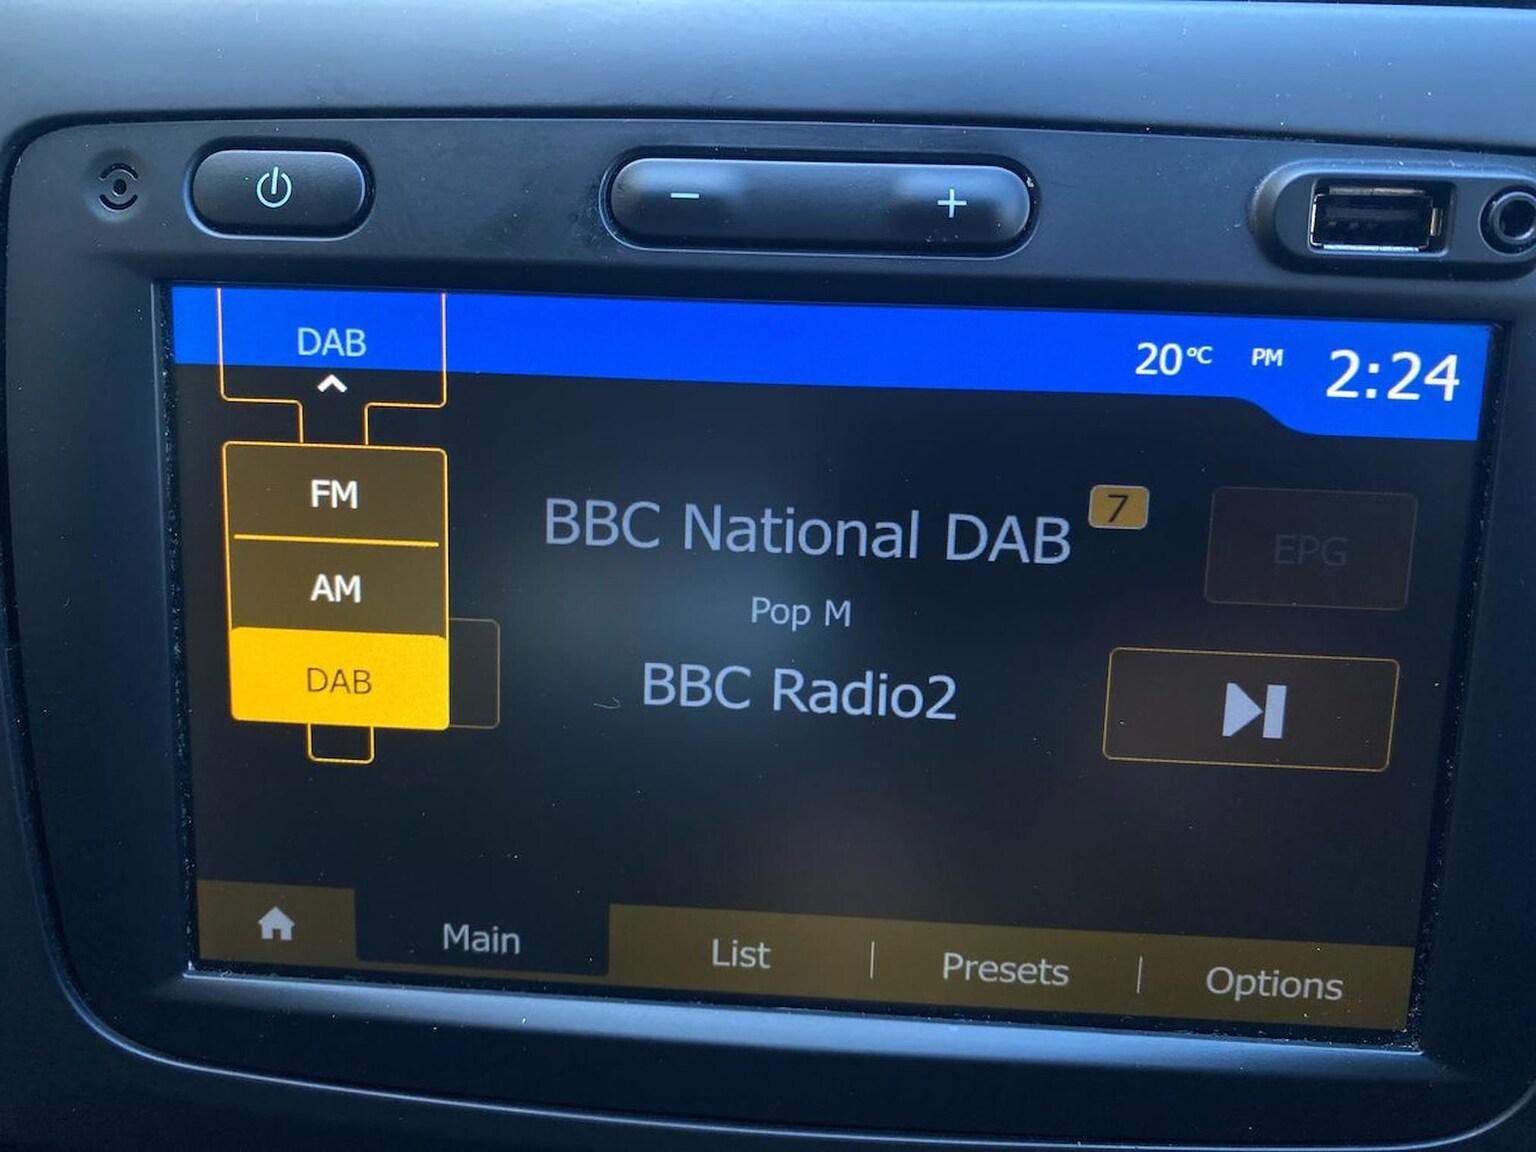 DAB
20°C PM 2:24
FM
AM
DAB
BBC National DAB 7
Pop M
BBC Radio2
EPG
Main
List
Presets
Options